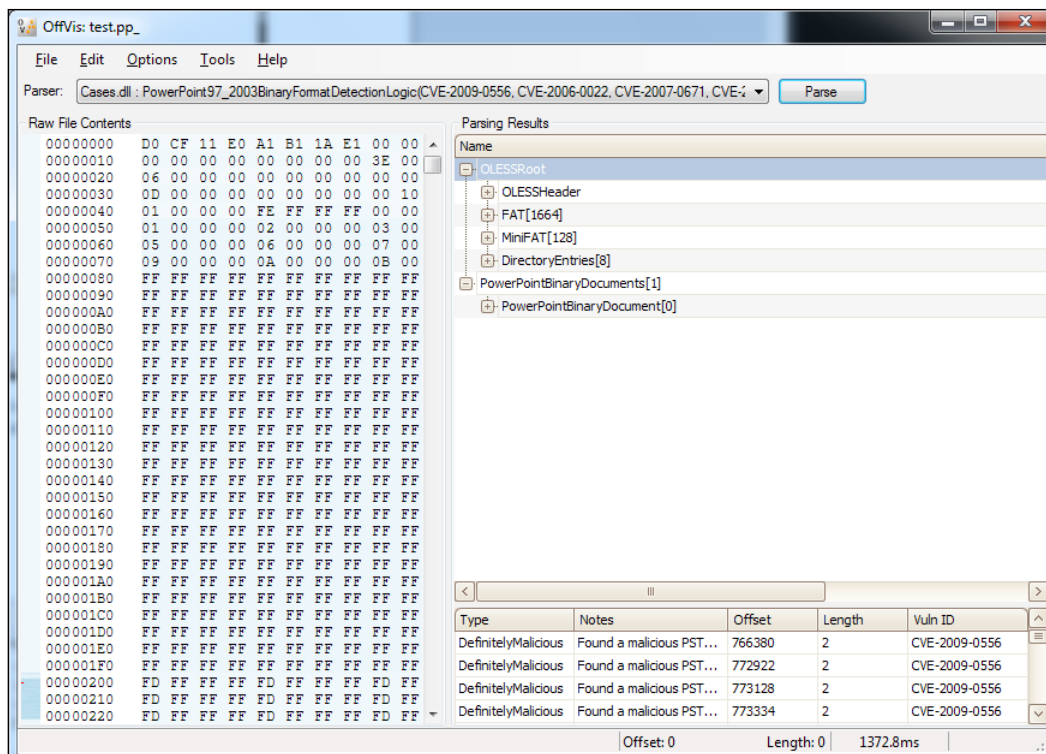 OffVis: test.pp_
File Edit Options Tools Help
Parser: Cases.dll : PowerPoint97_2003BinaryFormatDetectionLogic(CVE-2009-0556, CVE-2006-0022, CVE-2007-0671, CVE-2 Parse
Raw File Contents
00000000 D0 CF 11 E0 A1 B1 1A E1 00 00
00000010 00 00 00 00 00 00 00 00 3E 00
00000020 06 00 00 00 00 00 00 00 00 00
00000030 0D 00 00 00 00 00 00 00 00 10
00000040 01 00 00 00 FE FF FF FF 00 00
00000050 01 00 00 00 02 00 00 00 03 00
00000060 05 00 00 00 06 00 00 00 07 00
00000070 09 00 00 00 0A 00 00 00 0B 00
00000080 FF FF FF FF FF FF FF FF FF FF
00000090 FF FF FF FF FF FF FF FF FF FF
000000A0 FF FF FF FF FF FF FF FF FF FF
000000B0 FF FF FF FF FF FF FF FF FF FF
000000C0 FF FF FF FF FF FF FF FF FF FF
000000D0 FF FF FF FF FF FF FF FF FF FF
000000E0 FF FF FF FF FF FF FF FF FF FF
000000F0 FF FF FF FF FF FF FF FF FF FF
00000100 FF FF FF FF FF FF FF FF FF FF
00000110 FF FF FF FF FF FF FF FF FF FF
00000120 FF FF FF FF FF FF FF FF FF FF
00000130 FF FF FF FF FF FF FF FF FF FF
00000140 FF FF FF FF FF FF FF FF FF FF
00000150 FF FF FF FF FF FF FF FF FF FF
00000160 FF FF FF FF FF FF FF FF FF FF
00000170 FF FF FF FF FF FF FF FF FF FF
00000180 FF FF FF FF FF FF FF FF FF FF
00000190 FF FF FF FF FF FF FF FF FF FF
000001A0 FF FF FF FF FF FF FF FF FF FF
000001B0 FF FF FF FF FF FF FF FF FF FF
000001C0 FF FF FF FF FF FF FF FF FF FF
000001D0 FF FF FF FF FF FF FF FF FF FF
000001E0 FF FF FF FF FF FF FF FF FF FF
000001F0 FF FF FF FF FF FF FF FF FF FF
00000200 FD FF FF FF FD FF FF FF FD FF
00000210 FD FF FF FF FD FF FF FF FD FF
00000220 FD FF FF FF FD FF FF FF FD FF
Parsing Results
Name
OLESSRoot
OLESSHeader
FAT[1664]
MiniFAT[128]
DirectoryEntries[8]
PowerPointBinaryDocuments[1]
PowerPointBinaryDocument[0]
Type Notes Offset Length Vuln ID
DefinitelyMalicious Found a malicious PST... 766380 2 CVE-2009-0556
DefinitelyMalicious Found a malicious PST... 772922 2 CVE-2009-0556
DefinitelyMalicious Found a malicious PST... 773128 2 CVE-2009-0556
DefinitelyMalicious Found a malicious PST... 773334 2 CVE-2009-0556
Offset: 0 Length: 0 1372.8ms